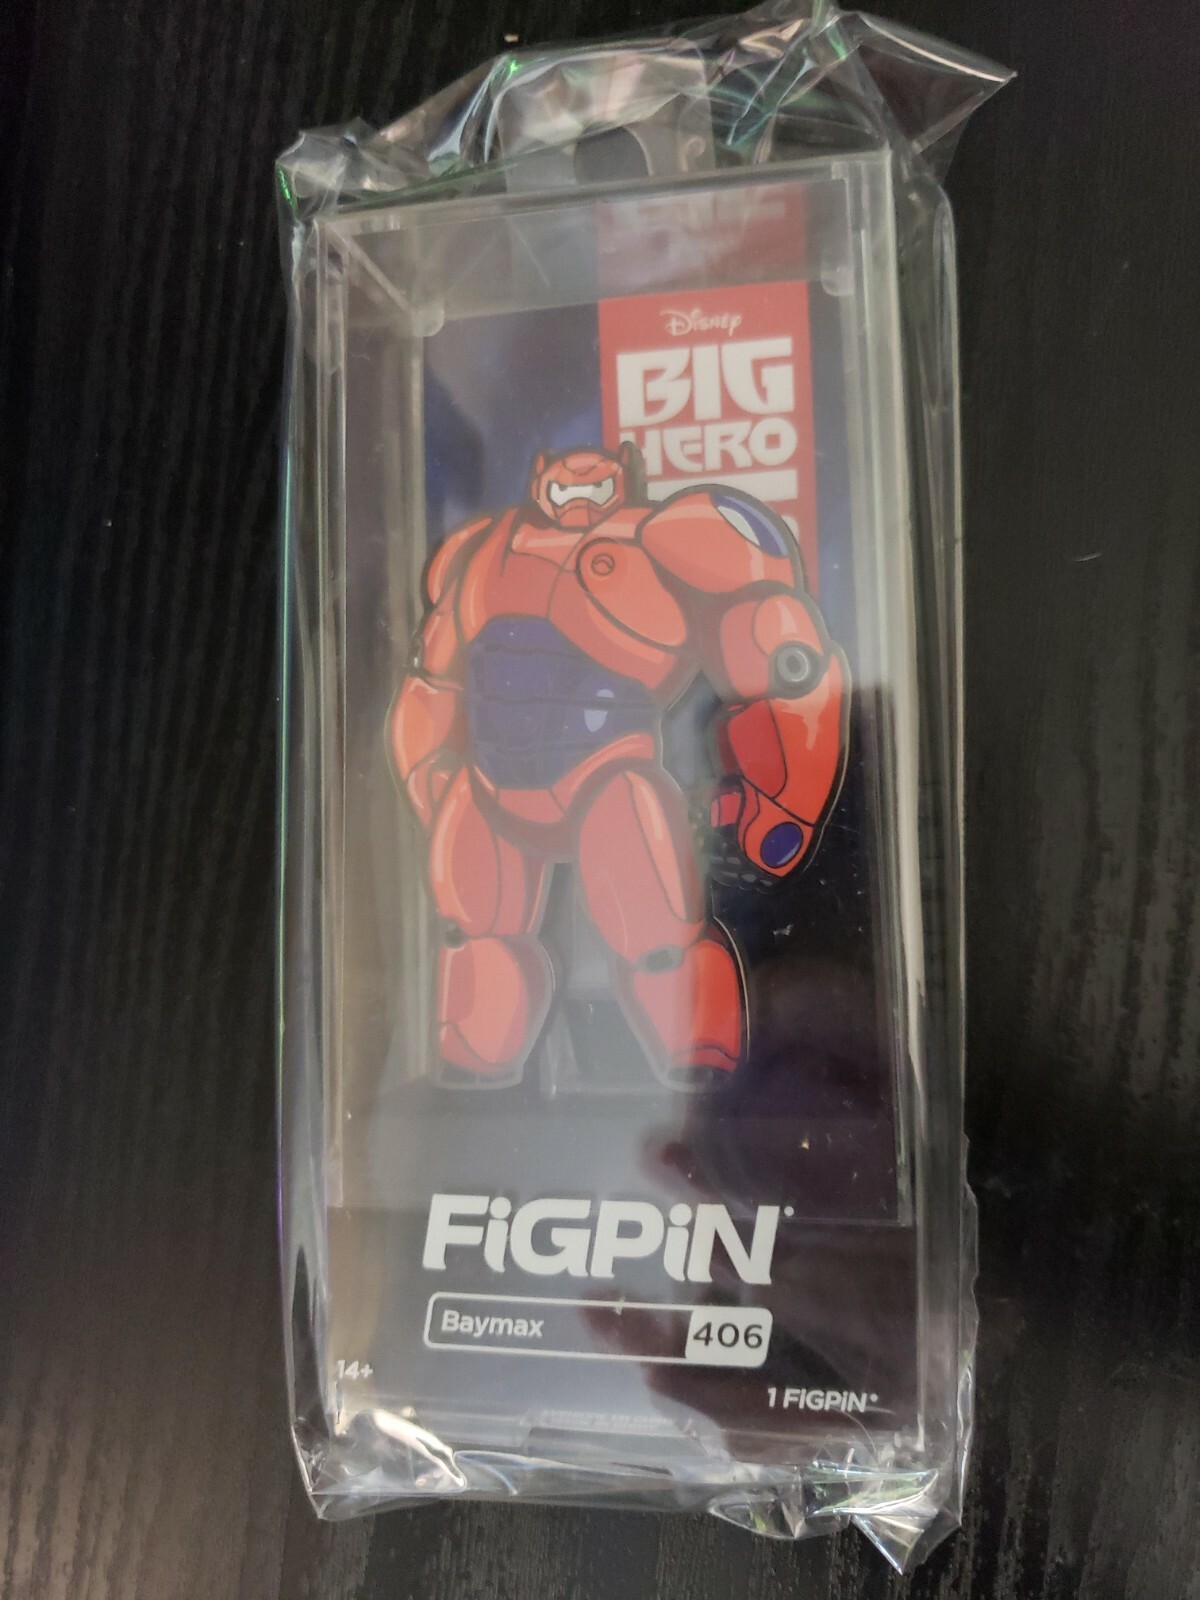 Disney
BIG
HERO
FiGPiN
Baymax
406
14+
1 FiGPiN